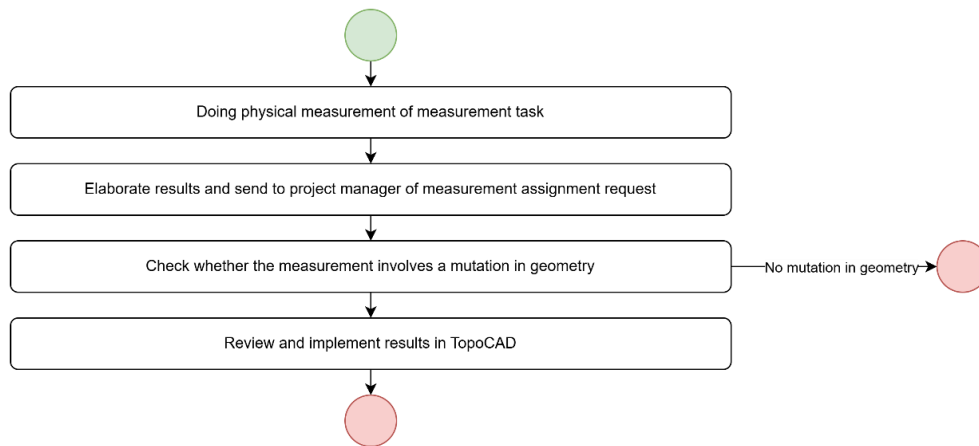 Doing physical measurement of measurement task
Elaborate results and send to project manager of measurement assignment request
Check whether the measurement involves a mutation in geometry
No mutation in geometry
Review and implement results in TopoCAD